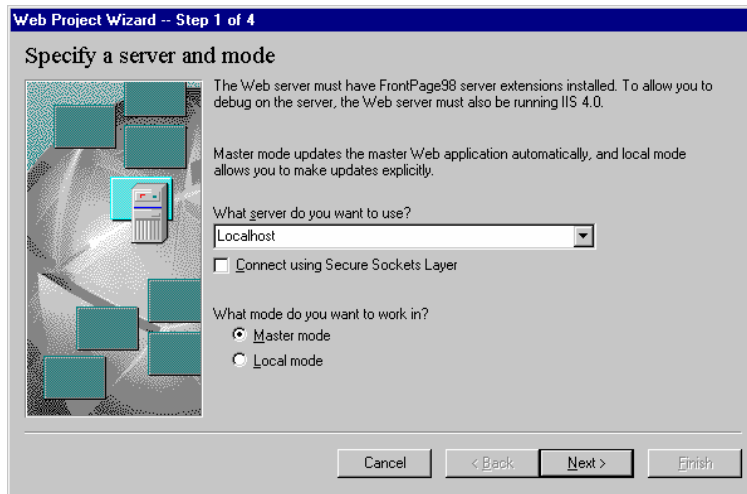 Web Project Wizard -- Step 1 of 4
Specify a server and mode
The Web server must have FrontPage98 server extensions installed. To allow you to
debug on the server, the Web server must also be running IIS 4.0.
Master mode updates the master Web application automatically, and local mode
allows you to make updates explicitly.
What server do you want to use?
Localhost
Connect using Secure Sockets Layer
What mode do you want to work in?
Master mode
Local mode
Cancel < Back Next > Finish